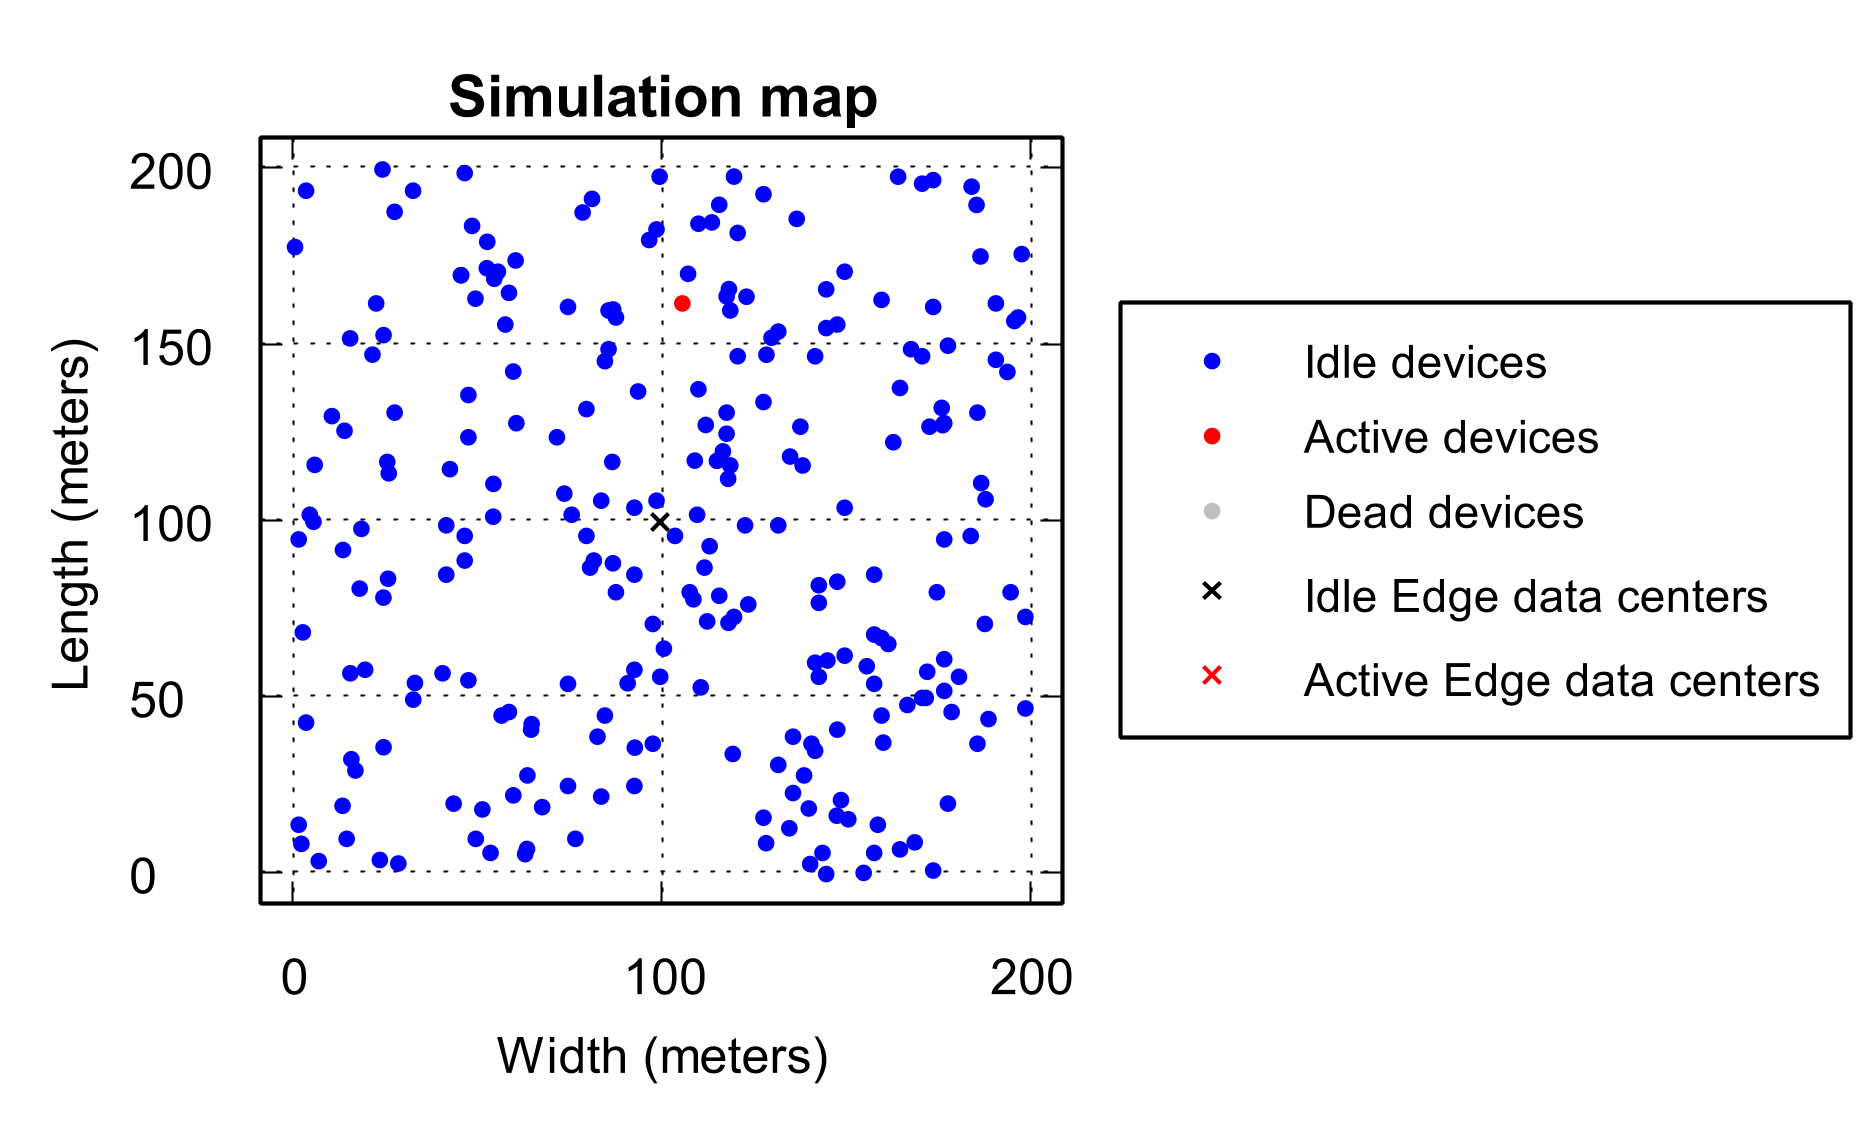 Simulation map
200
150
100
50
0
Length (meters)
0 100 200
Width (meters)
Idle devices
Active devices
Dead devices
Idle Edge data centers
Active Edge data centers